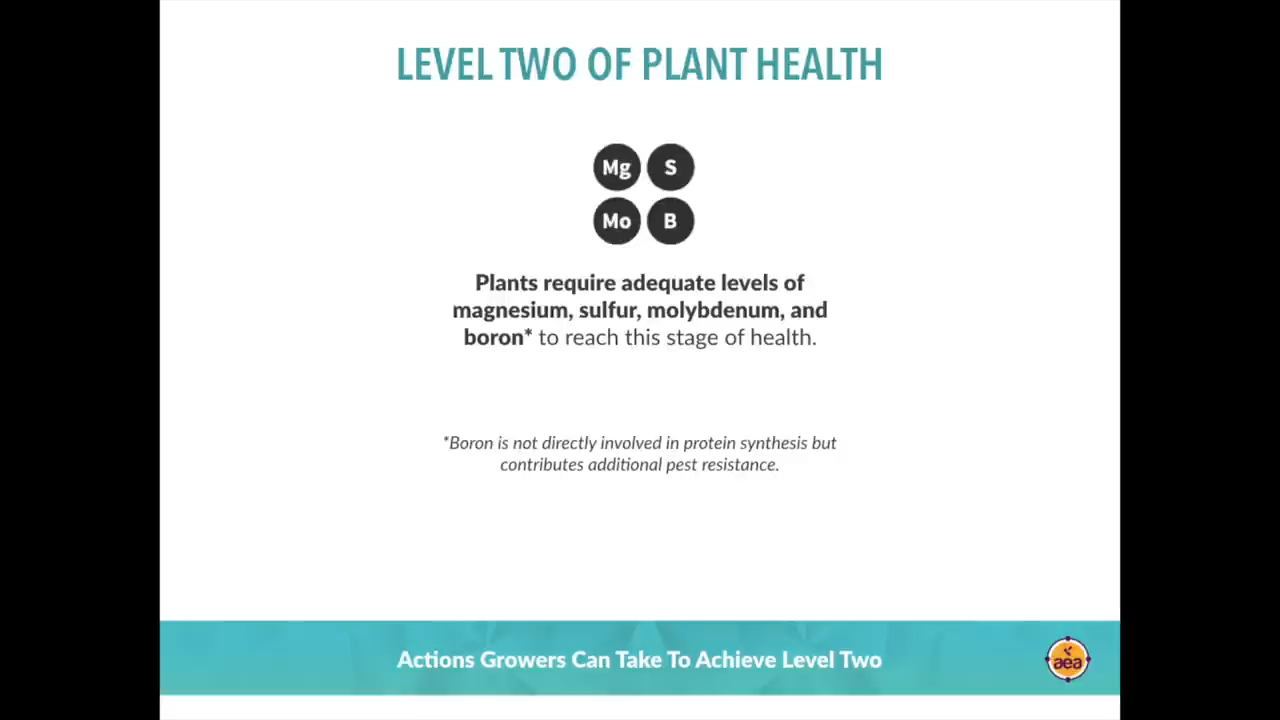 LEVEL TWO OF PLANT HEALTH
Mg S
Mo B
Plants require adequate levels of
magnesium, sulfur, molybdenum, and
boron* to reach this stage of health.
*Boron is not directly involved in protein synthesis but
contributes additional pest resistance.
Actions Growers Can Take To Achieve Level Two
aea